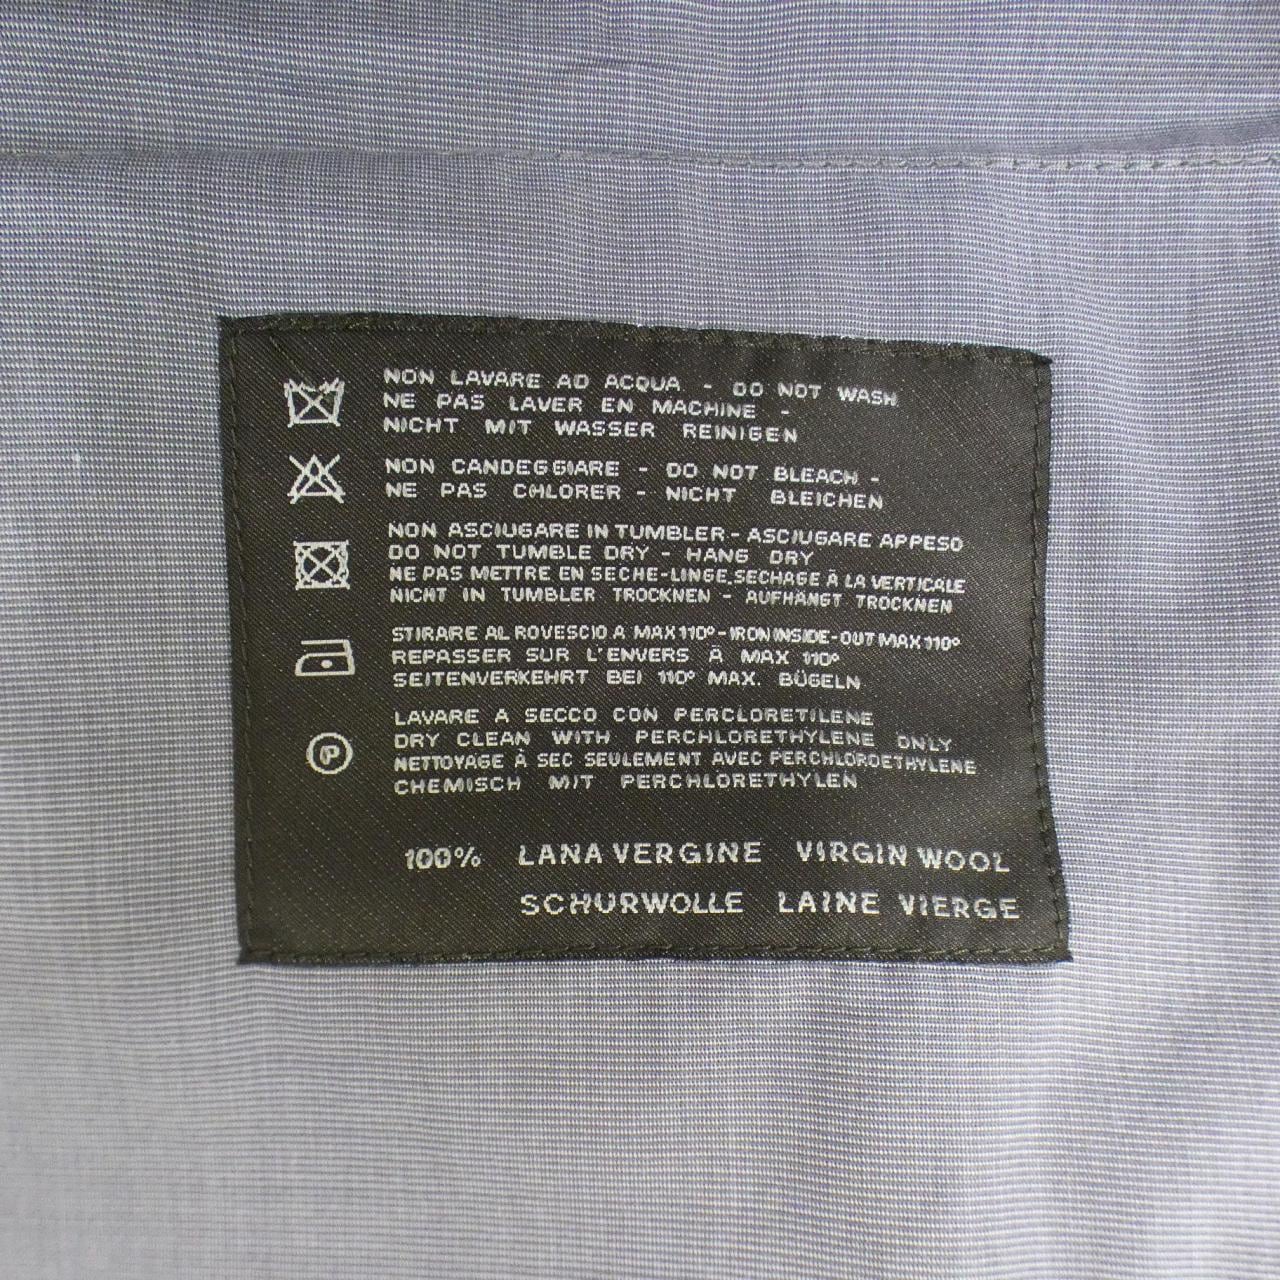 NON LAVARE AD ACQUA - DO NOT WASH
NE PAS LAVER EN MACHINE -
NICHT MIT WASSER REINIGEN
NON CANDEGGIARE - DO NOT BLEACH -
NE PAS CHLORER - NICHT BLEICHEN
NON ASCIUGARE IN TUMBLER - ASCIUGARE APPESO
DO NOT TUMBLE DRY - HANG DRY
NE PAS METTRE EN SECHE-LINGE.SECHAGE À LA VERTICALE
NICHT IN TUMBLER TROCKNEN - AUFHÄNGT TROCKNEN
STIRARE AL ROVESCIO A MAX 110° - IRON INSIDE-OUT MAX 110°
REPASSER SUR L'ENVERS À MAX 110°
SEITENVERKEHRT BEI 110° MAX. BÜGELN
P
LAVARE A SECCO CON PERCLORETILENE
DRY CLEAN WITH PERCHLORETHYLENE ONLY
NETTOYAGE À SEC SEULEMENT AVEC PERCHLOROETHYLENE
CHEMISCH MIT PERCHLORETHYLEN
100% LANA VERGINE VIRGIN WOOL
SCHURWOLLE LAINE VIERGE